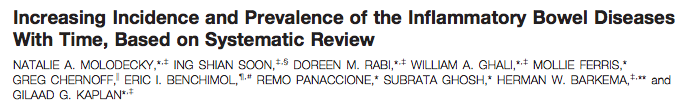 Increasing Incidence and Prevalence of the Inflammatory Bowel Diseases
With Time, Based on Systematic Review
NATALIE A. MOLODECKY,*,‡ ING SHIAN SOON,‡,§ DOREEN M. RABI,*,‡ WILLIAM A. GHALI,*,‡ MOLLIE FERRIS,*
GREG CHERNOFF,‖ ERIC I. BENCHIMOL,¶,# REMO PANACCIONE,* SUBRATA GHOSH,* HERMAN W. BARKEMA,‡,** and
GILAAD G. KAPLAN*,‡